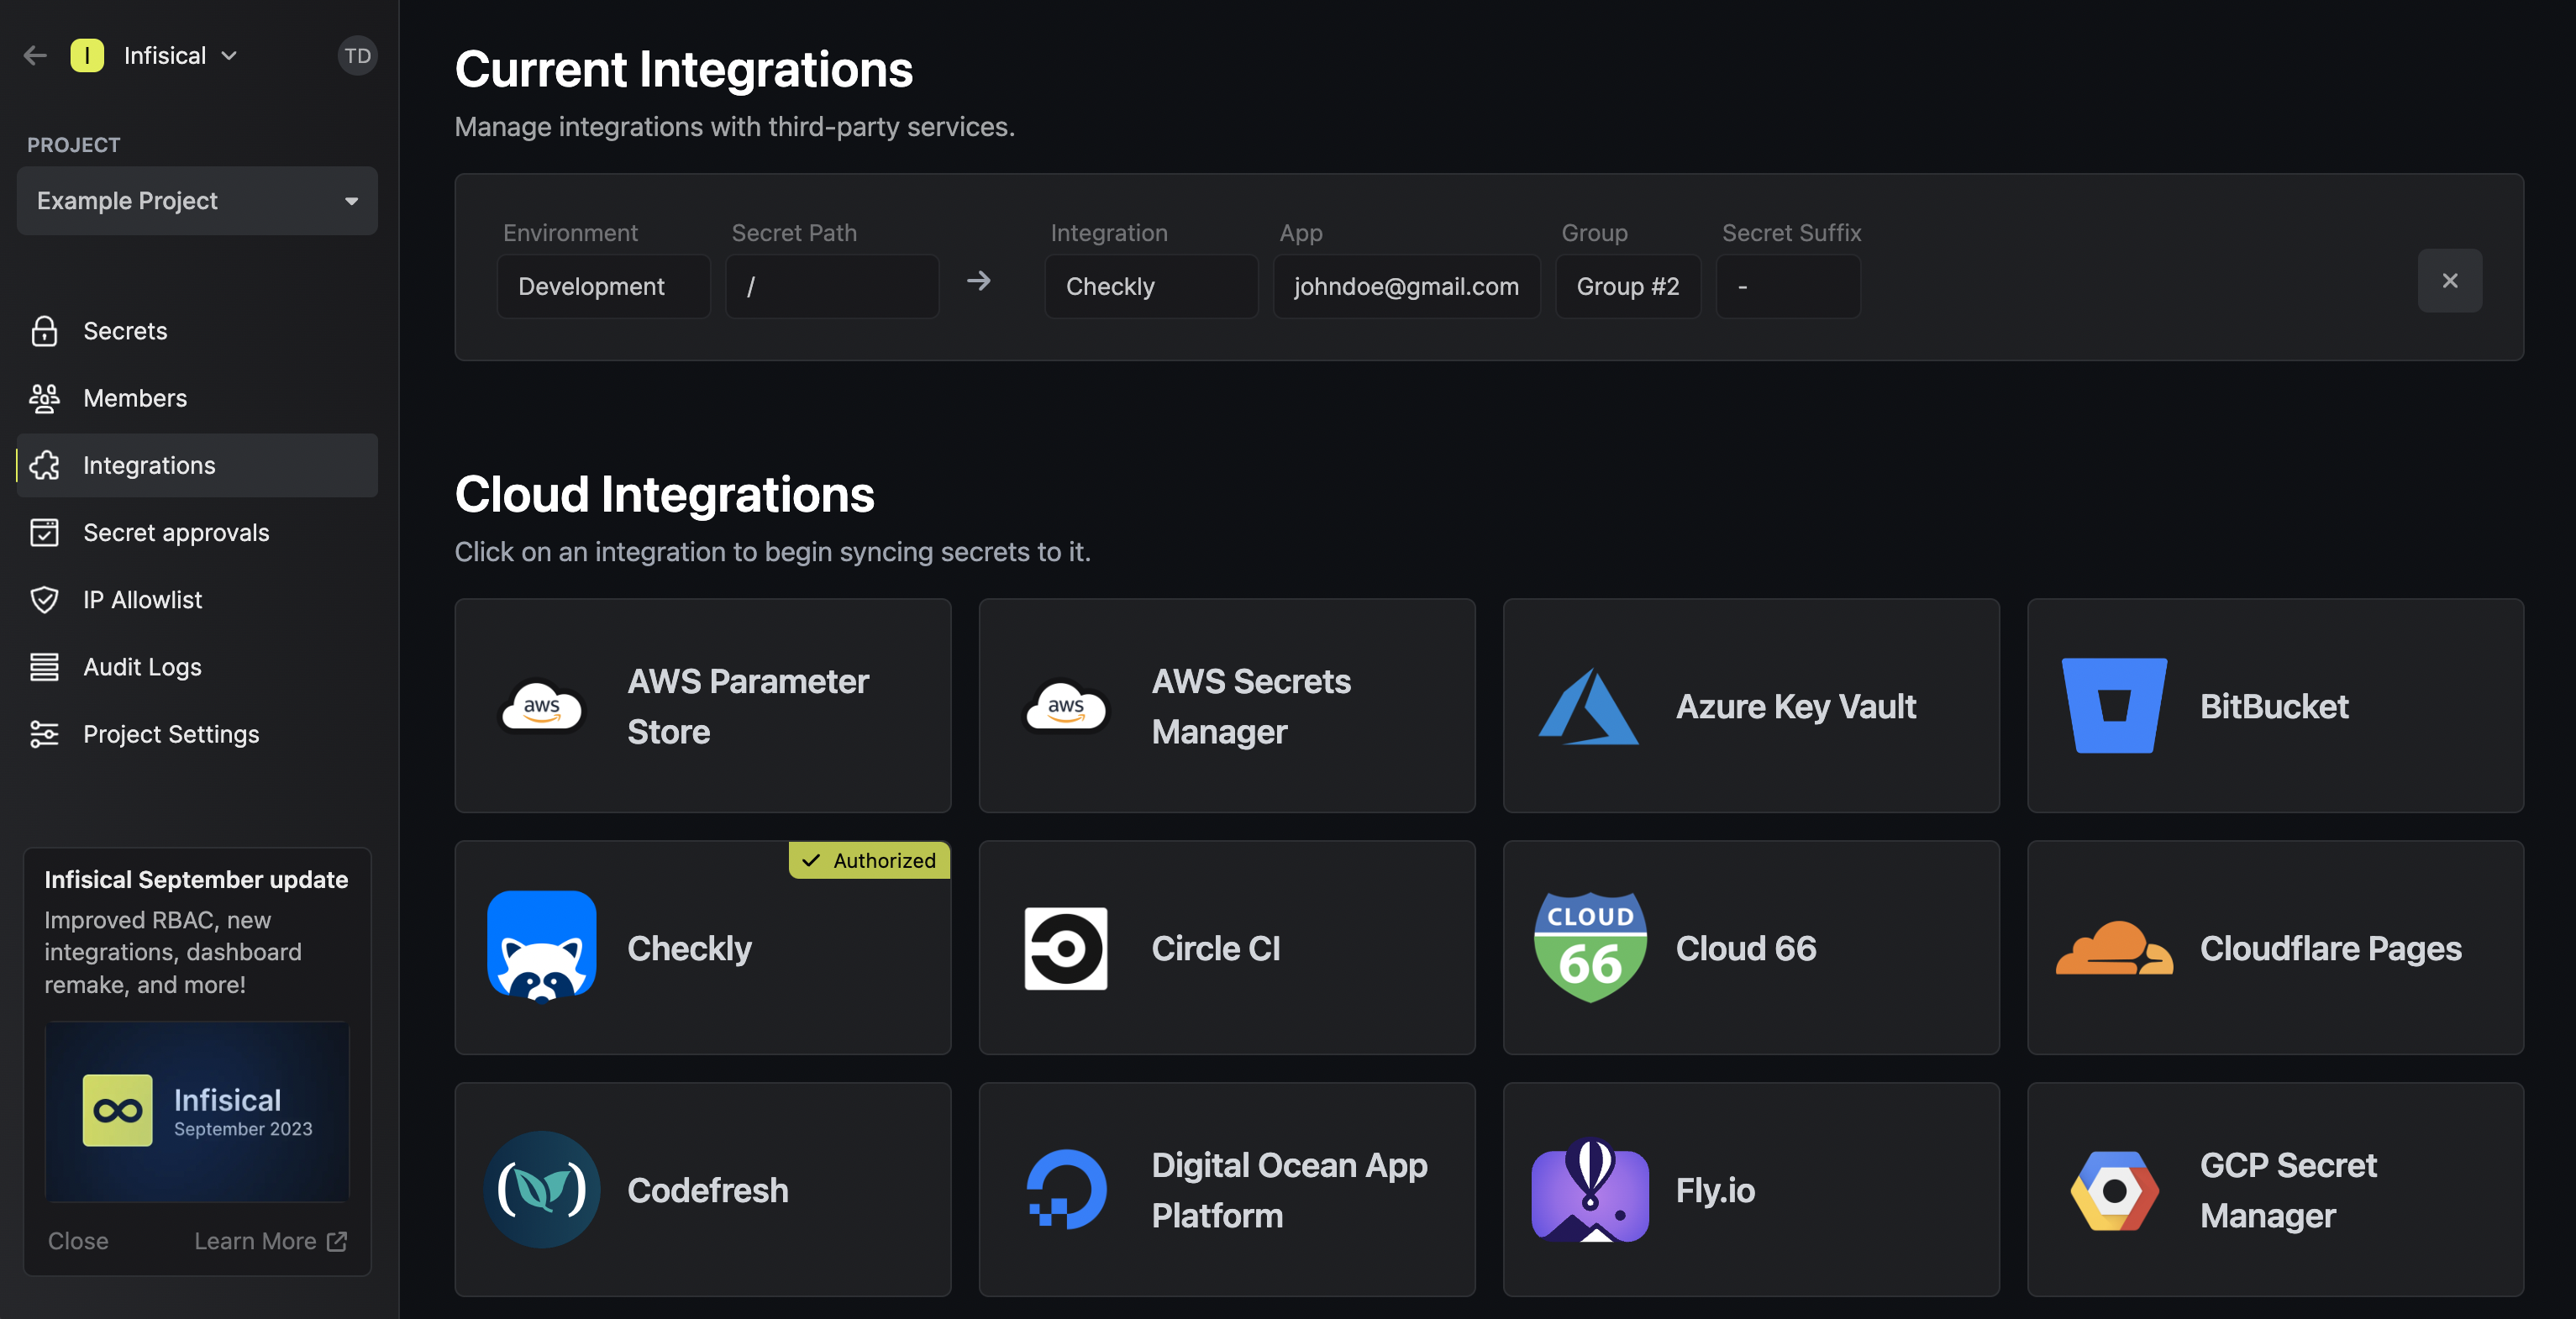 I Infisical TD
PROJECT
Example Project
Secrets
Members
Integrations
Secret approvals
IP Allowlist
Audit Logs
Project Settings
Infisical September update
Improved RBAC, new
integrations, dashboard
remake, and more!
Infisical
September 2023
Close Learn More
Current Integrations
Manage integrations with third-party services.
Environment Secret Path Integration App Group Secret Suffix
Development / Checkly johndoe@gmail.com Group #2 -
Cloud Integrations
Click on an integration to begin syncing secrets to it.
aws
AWS Parameter
Store
aws
AWS Secrets
Manager
Azure Key Vault
BitBucket
Authorized
Checkly
Circle CI
CLOUD
66
Cloud 66
Cloudflare Pages
Codefresh
Digital Ocean App
Platform
Fly.io
GCP Secret
Manager